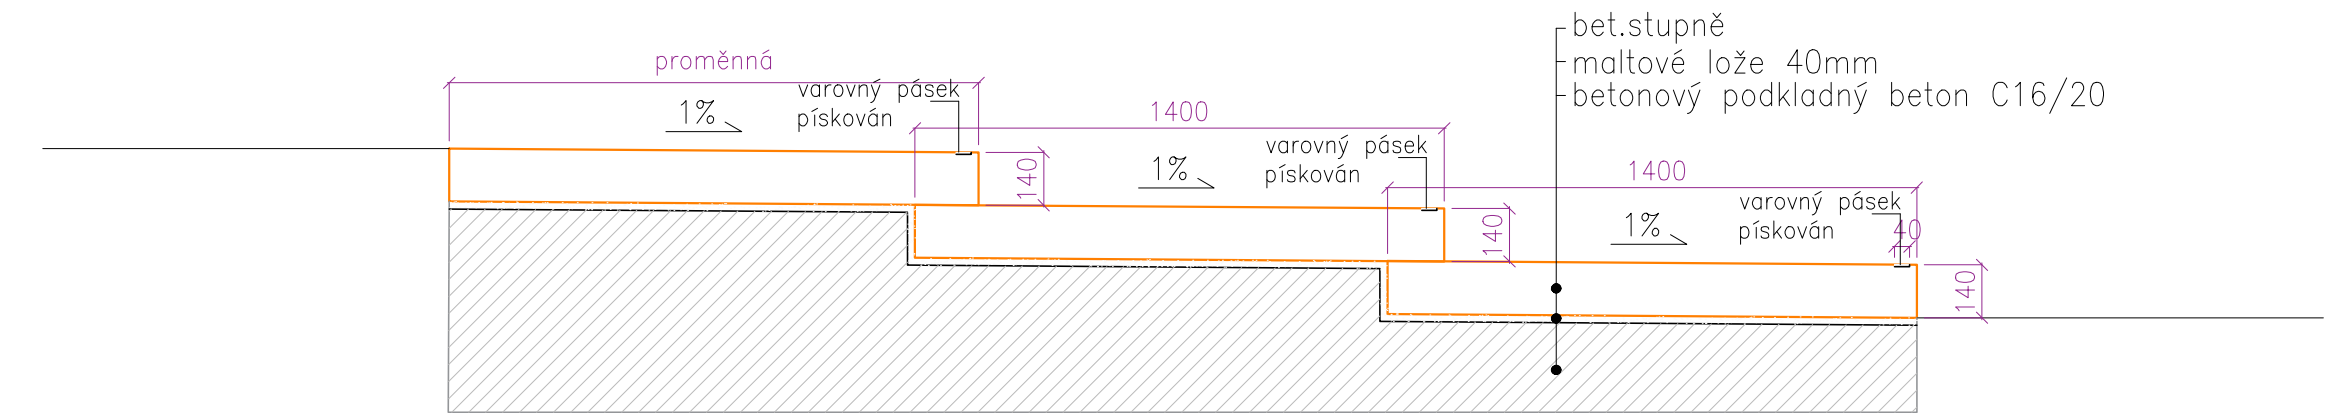 bet.stupně
maltové lože 40mm
betonový podkladný beton C16/20
proměnná
1%
varovný pásek
pískován
1400
140
1%
varovný pásek
pískován
1400
140
1%
varovný pásek
pískován
40
140